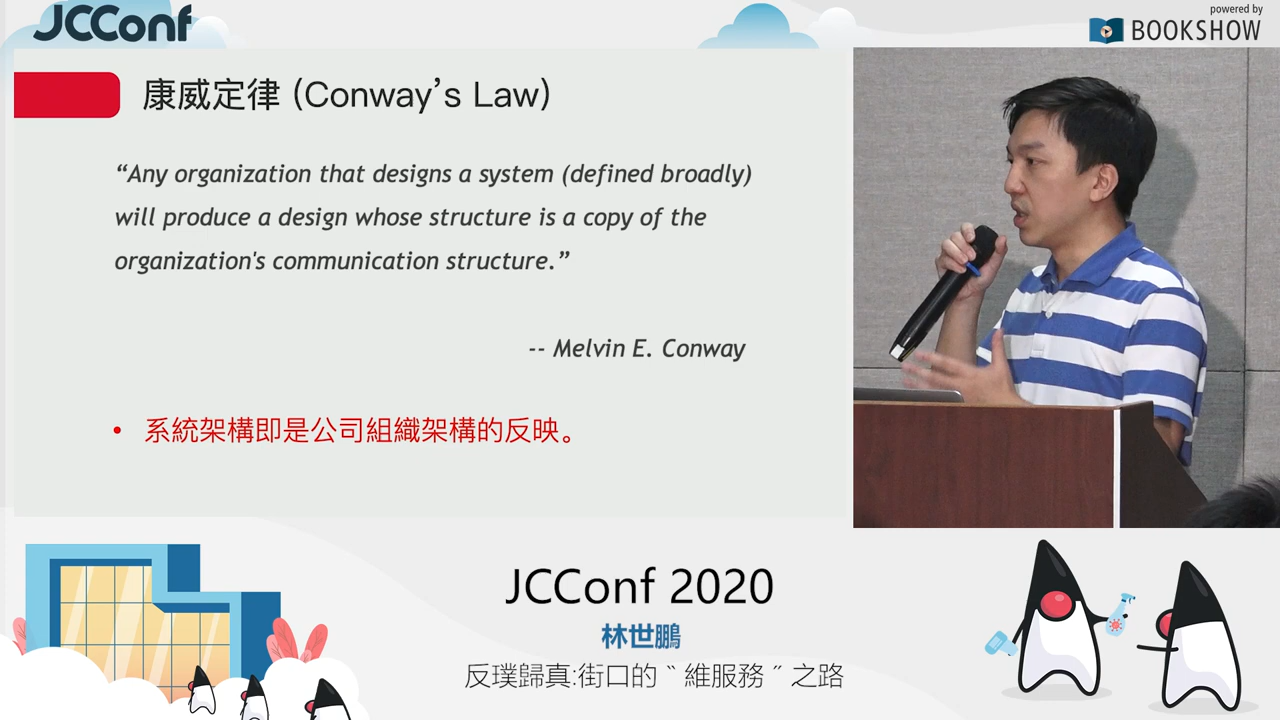 JCConf
powered by
BOOKSHOW
康威定律 (Conway’s Law)
“Any organization that designs a system (defined broadly)
will produce a design whose structure is a copy of the
organization's communication structure.”
-- Melvin E. Conway
• 系統架構即是公司組織架構的反映。
JCConf 2020
林世鵬
反璞歸真:街口的〝維服務〞之路